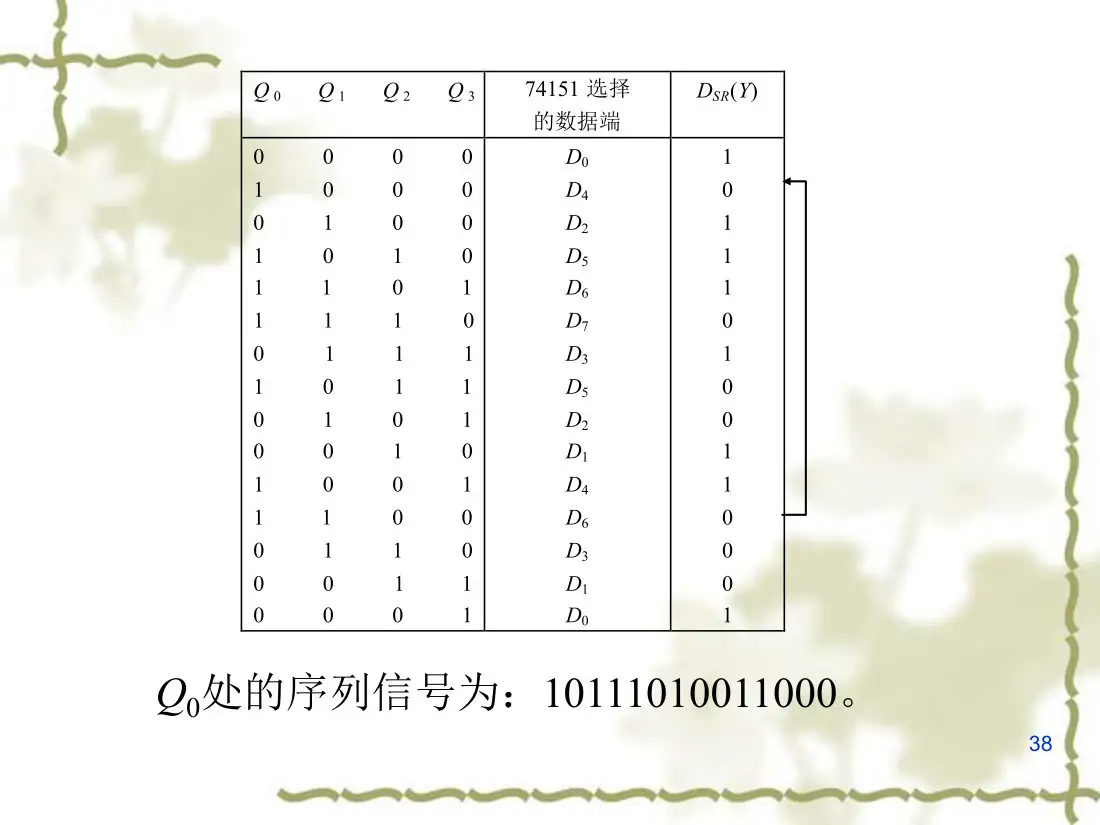 Q0 Q1 Q2 Q3 74151 选择的数据端 DSR(Y)
0 0 0 0 D0 1
1 0 0 0 D4 0
0 1 0 0 D2 1
1 0 1 0 D5 1
1 1 0 1 D6 1
1 1 1 0 D7 0
0 1 1 1 D3 1
1 0 1 1 D5 0
0 1 0 1 D2 0
0 0 1 0 D1 1
1 0 0 1 D4 1
1 1 0 0 D6 0
0 1 1 0 D3 0
0 0 1 1 D1 0
0 0 0 1 D0 1
Q0处的序列信号为：10111010011000。
38